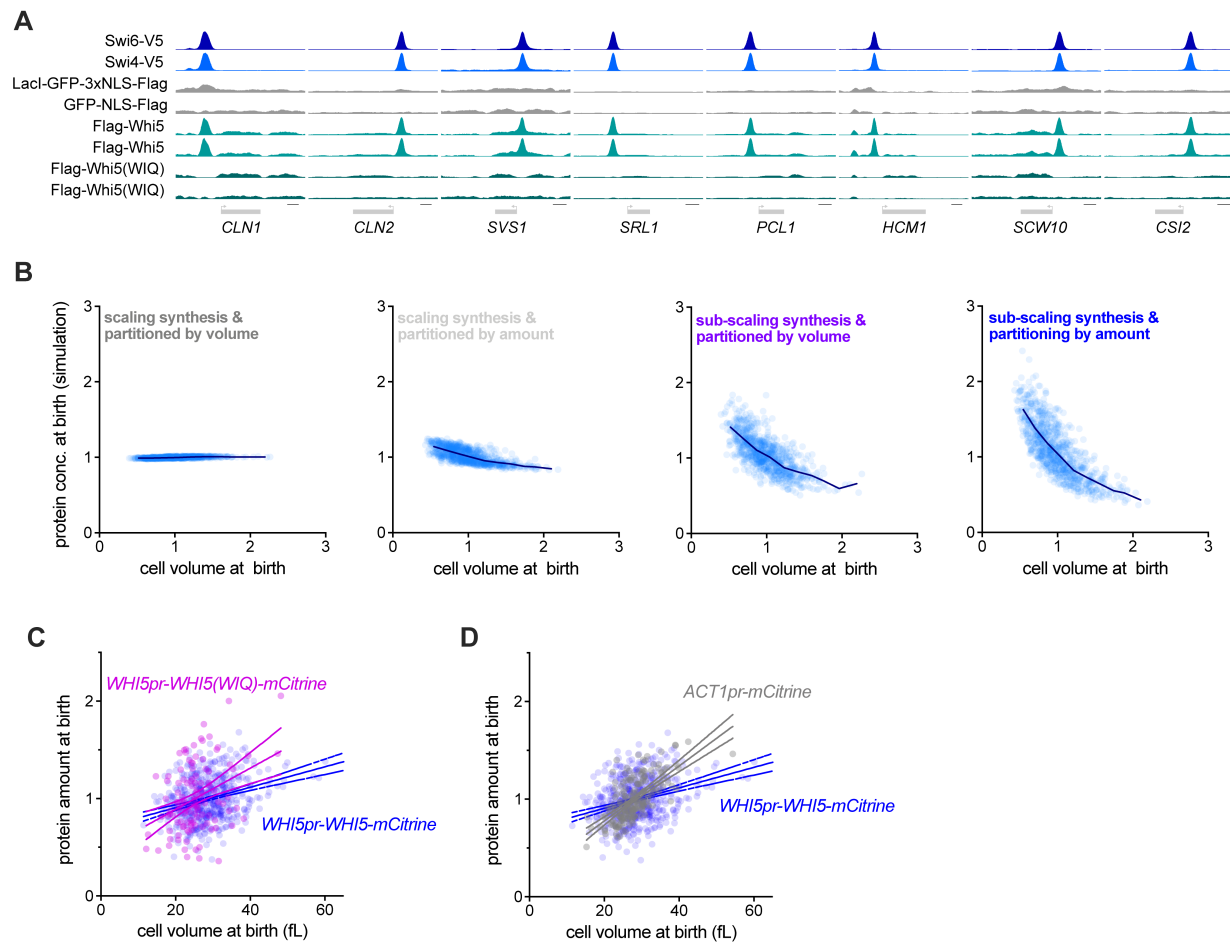 A
Swi6-V5
Swi4-V5
LacI-GFP-3xNLS-Flag
GFP-NLS-Flag
Flag-Whi5
Flag-Whi5
Flag-Whi5(WIQ)
Flag-Whi5(WIQ)
CLN1 CLN2 SVS1 SRL1 PCL1 HCM1 SCW10 CSI2
B
protein conc. at birth (simulation)
3
2
1
0
scaling synthesis &
partitioned by volume
0 1 2 3
cell volume at birth
3
2
1
0
scaling synthesis &
partitioned by amount
0 1 2 3
cell volume at birth
3
2
1
0
sub-scaling synthesis &
partitioned by volume
0 1 2 3
cell volume at birth
3
2
1
0
sub-scaling synthesis &
partitioning by amount
0 1 2 3
cell volume at birth
C
protein amount at birth
2
1
0
WHI5pr-WHI5(WIQ)-mCitrine
WHI5pr-WHI5-mCitrine
0 20 40 60
cell volume at birth (fL)
D
protein amount at birth
2
1
0
ACT1pr-mCitrine
WHI5pr-WHI5-mCitrine
0 20 40 60
cell volume at birth (fL)